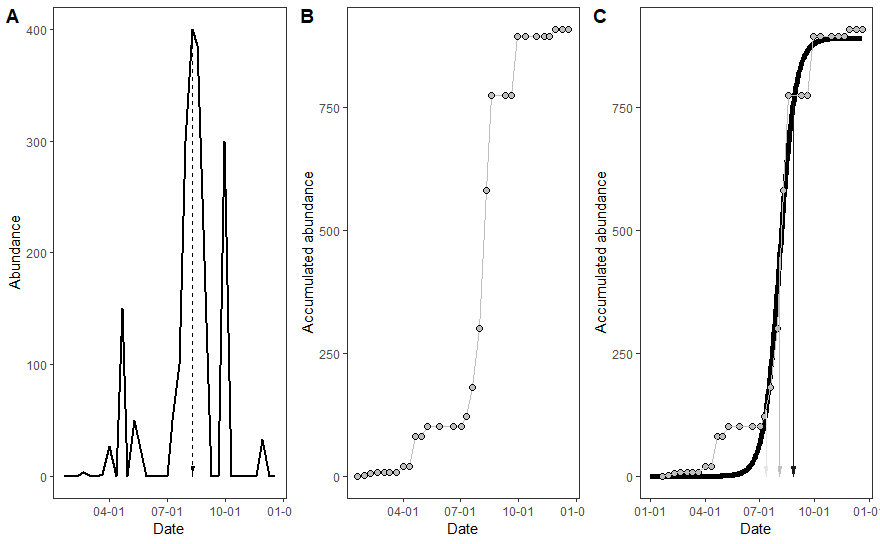 A
Abundance
400
300
200
100
0
04-01 07-01 10-01 01-0
Date
B
Accumulated abundance
750
500
250
0
04-01 07-01 10-01 01-0
Date
C
Accumulated abundance
750
500
250
0
01-01 04-01 07-01 10-01 01-0
Date